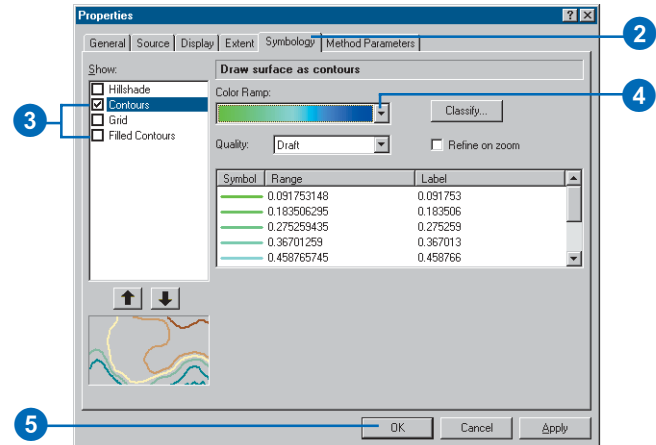 Properties
General Source Display Extent Symbology Method Parameters
2
Show:
Hillshade
Contours
Grid
Filled Contours
3
Draw surface as contours
Color Ramp:
4
Classify...
Quality: Draft
Refine on zoom
Symbol Range Label
0.091753148 0.091753
0.183506295 0.183506
0.275259435 0.275259
0.36701259 0.367013
0.458765745 0.458766
5
OK Cancel Apply